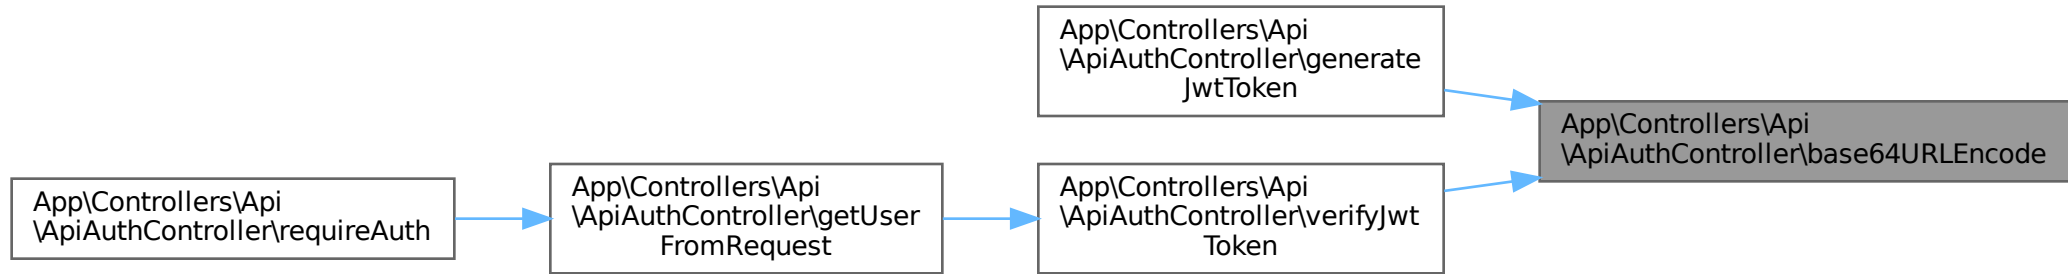 App\Controllers\Api
\ApiAuthController\generate
JwtToken
App\Controllers\Api
\ApiAuthController\base64URLEncode
App\Controllers\Api
\ApiAuthController\requireAuth
App\Controllers\Api
\ApiAuthController\getUser
FromRequest
App\Controllers\Api
\ApiAuthController\verifyJwt
Token